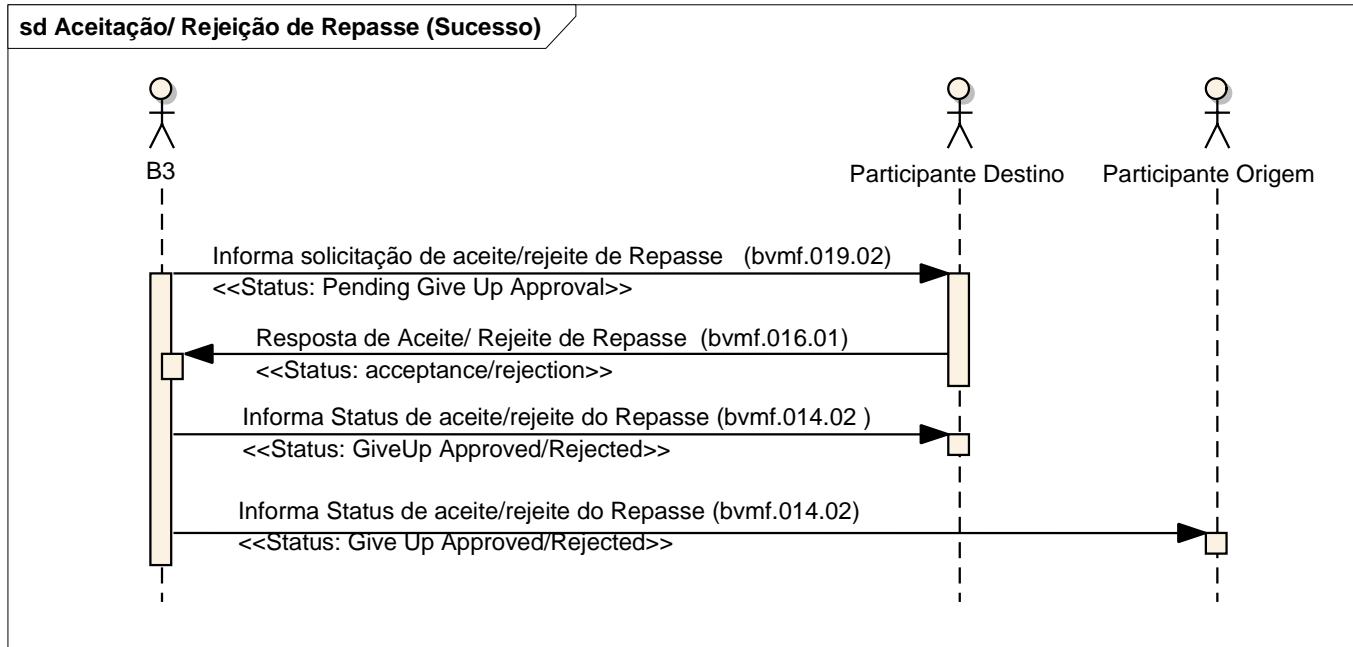 sd Aceitação/ Rejeição de Repasse (Sucesso)
B3
Participante Destino
Participante Origem
Informa solicitação de aceite/rejeite de Repasse (bvmf.019.02)
<<Status: Pending Give Up Approval>>
Resposta de Aceite/ Rejeite de Repasse (bvmf.016.01)
<<Status: acceptance/rejection>>
Informa Status de aceite/rejeite do Repasse (bvmf.014.02 )
<<Status: GiveUp Approved/Rejected>>
Informa Status de aceite/rejeite do Repasse (bvmf.014.02)
<<Status: Give Up Approved/Rejected>>